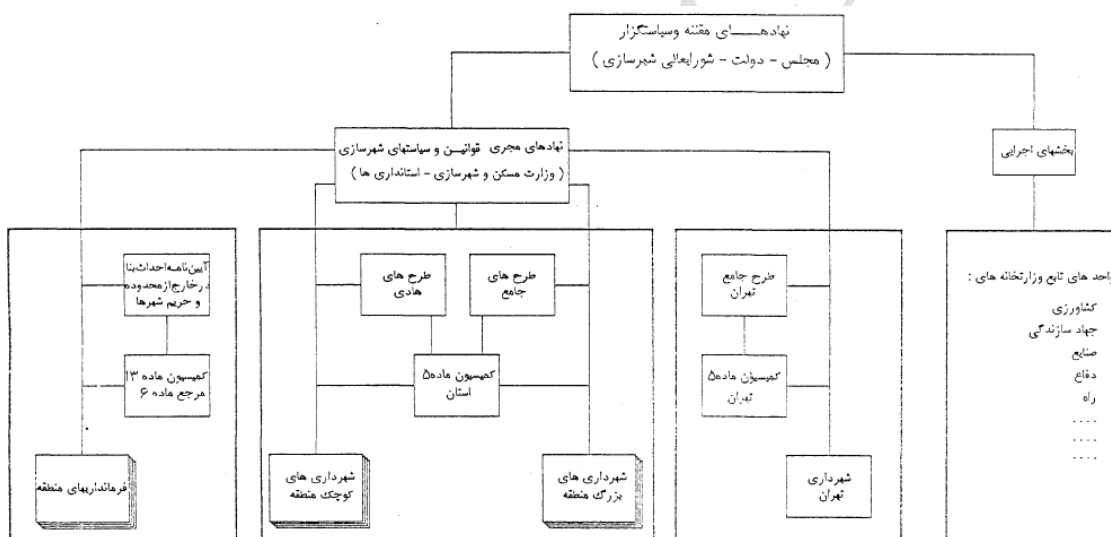 نهادهـــــای مقننه وسیاستگزار
( مجلس - دولت - شورایعالی شهرسازی )
نهادهای مجری قوانیـن و سیاستهای شهرسازی
( وزارت مسکن و شهرسازی - استانداری ها )
بخشهای اجرایی
واحد های تابع وزارتخانه های :
کشاورزی
جهاد سازندگی
صنایع
دفاع
راه
....
....
....
طرح جامع
تهران
کمیسیون ماده۵
تهران
شهرداری
تهران
طرح های
جامع
طرح های
هادی
کمیسیون ماده۵
استان
شهرداری های
بزرگ منطقه
شهرداری های
کوچک منطقه
آیین‌نامه‌احداث‌بنا
درخارج‌ازمحدوده
و حریم شهرها
کمیسیون ماده ۱۳
مرجع ماده ۶
فرمانداریهای منطقه